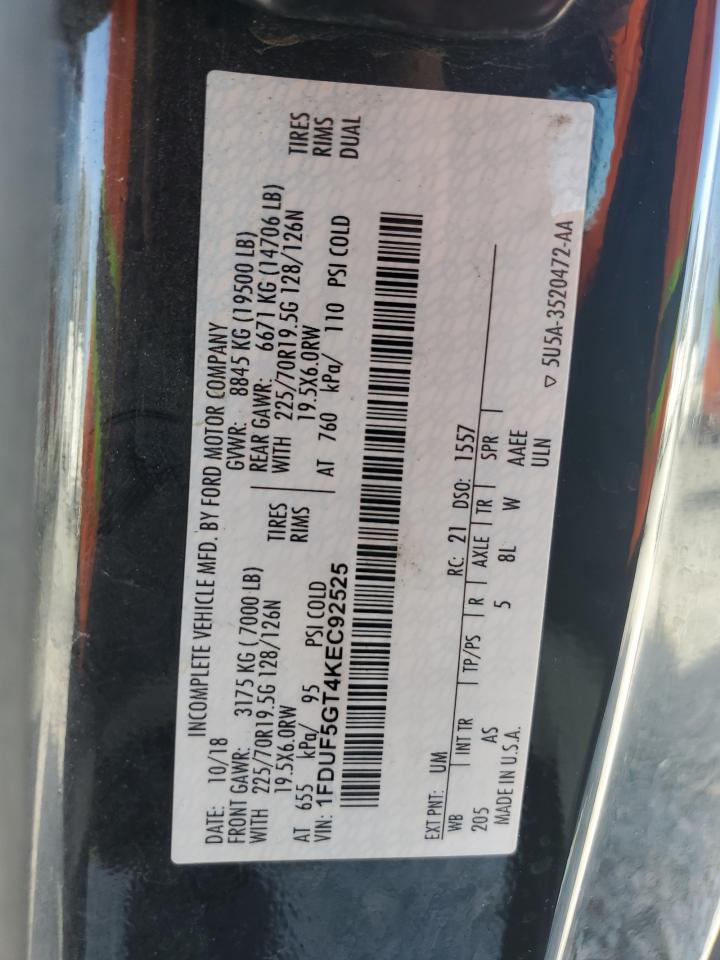 DATE: 10/18 INCOMPLETE VEHICLE MFD. BY FORD MOTOR COMPANY
GVWR: 8845 KG (19500 LB)
FRONT GAWR: 3175 KG ( 7000 LB) REAR GAWR: 6671 KG (14706 LB)
WITH 225/70R19.5G 128/126N TIRES WITH 225/70R19.5G 128/126N TIRES
19.5X6.0RW RIMS 19.5X6.0RW RIMS
AT 655 kPa/ 95 PSI COLD AT 760 kPa/ 110 PSI COLD DUAL
VIN: 1FDUF5GT4KEC92525
EXT PNT: UM RC: 21 DSO: 1557
WB INT TR TP/PS R AXLE TR SPR
205 AS 5 8L W AAEE
MADE IN U.S.A. ULN
▽ 5U5A-3520472-AA